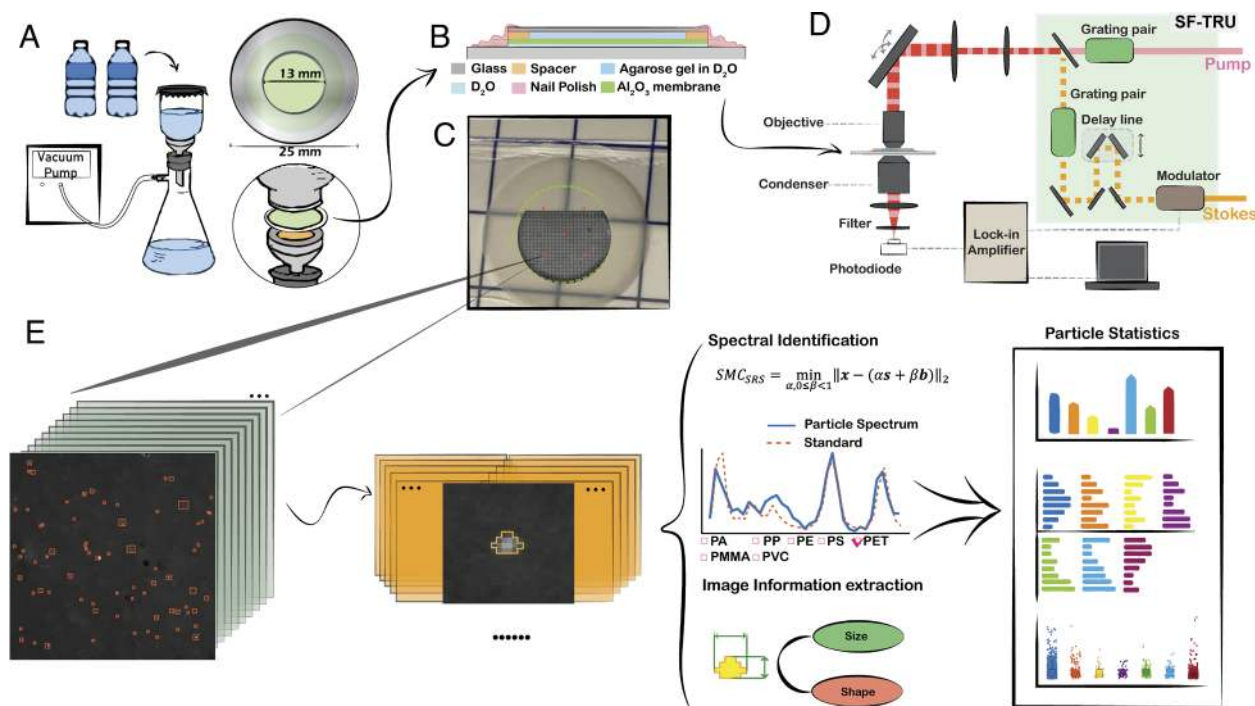 A
13 mm
25 mm
Vacuum
Pump
B
Glass Spacer Agarose gel in D₂O
D₂O Nail Polish Al₂O₃ membrane
C
D
SF-TRU
Grating pair
Pump
Grating pair
Delay line
Objective
Condenser
Modulator
Stokes
Filter
Lock-in
Amplifier
Photodiode
E
Spectral Identification
SMC_SRS = min α,0≤β<1 ‖x − (αs + βb)‖₂
Particle Spectrum
Standard
PA PP PE PS PET
PMMA PVC
Image Information extraction
Size
Shape
Particle Statistics